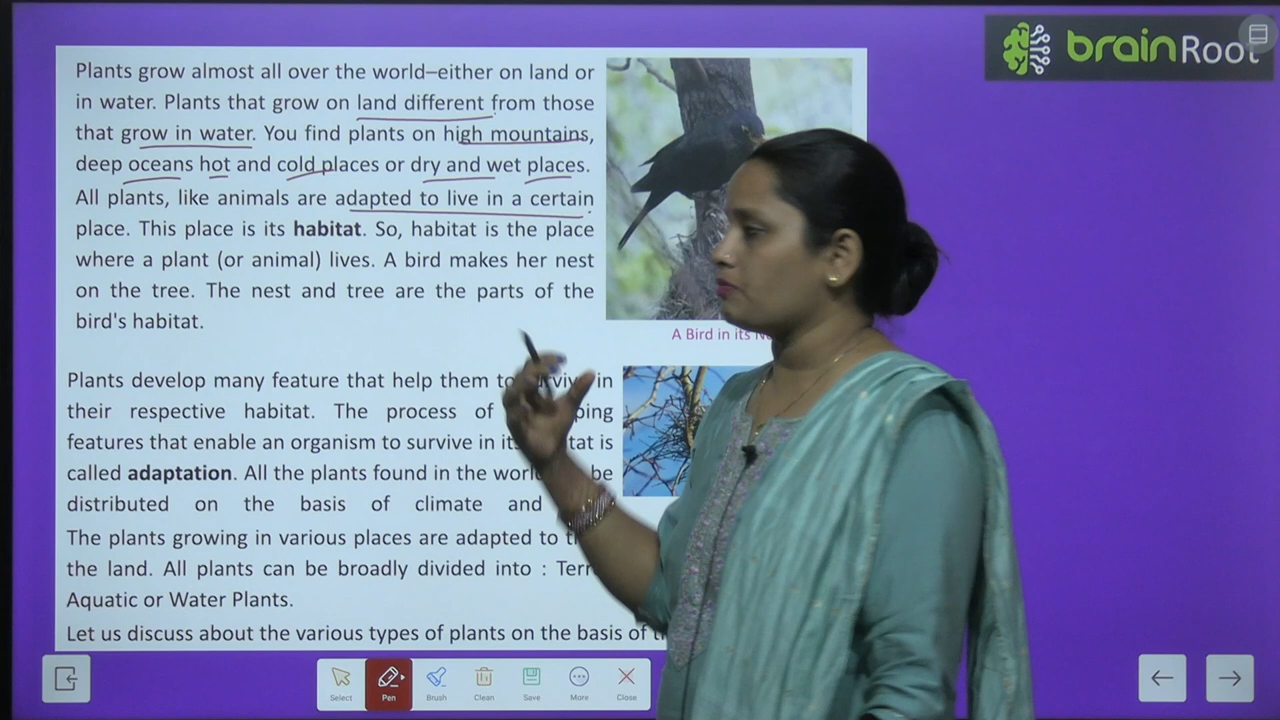 brainRoot
Plants grow almost all over the world–either on land or
in water. Plants that grow on land different from those
that grow in water. You find plants on high mountains,
deep oceans hot and cold places or dry and wet places.
All plants, like animals are adapted to live in a certain
place. This place is its habitat. So, habitat is the place
where a plant (or animal) lives. A bird makes her nest
on the tree. The nest and tree are the parts of the
bird's habitat.
A Bird in its
Plants develop many feature that help them to in
their respective habitat. The process of
features that enable an organism to survive in is
called adaptation. All the plants found in the be
distributed on the basis of climate and
The plants growing in various places are adapted to
the land. All plants can be broadly divided into :
Aquatic or Water Plants.
Let us discuss about the various types of plants on the basis of
Select
Pen
Brush
Clean
Save
More
Close